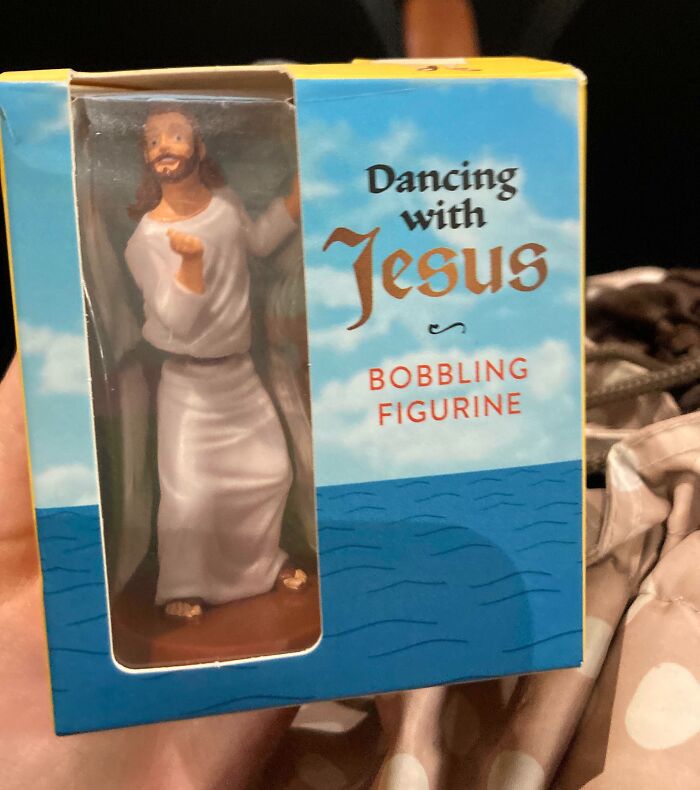 Dancing
with
Jesus
BOBBLING
FIGURINE